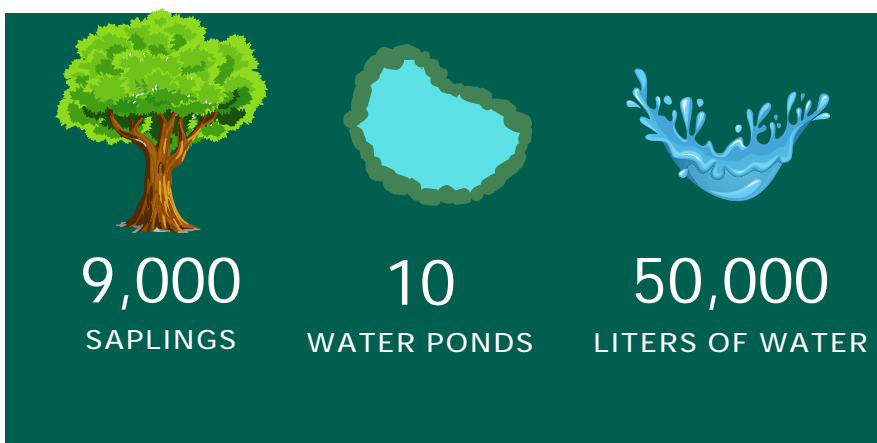 9,000
SAPLINGS
10
WATER PONDS
50,000
LITERS OF WATER